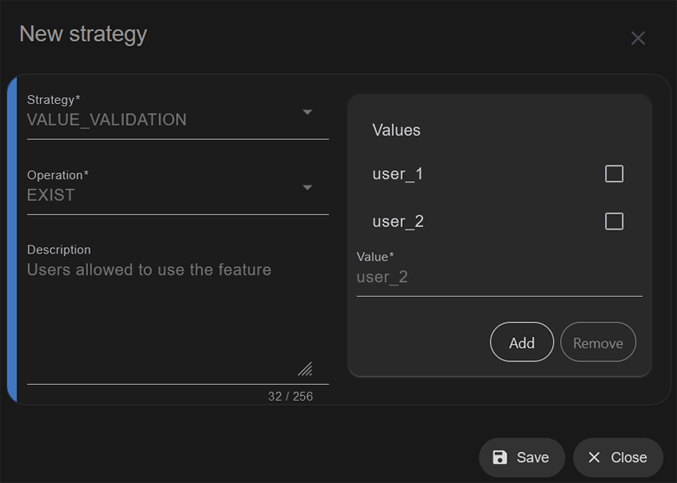 New strategy
Strategy*
VALUE_VALIDATION
Operation*
EXIST
Description
Users allowed to use the feature
32 / 256
Values
user_1
user_2
Value*
user_2
Add
Remove
Save
Close